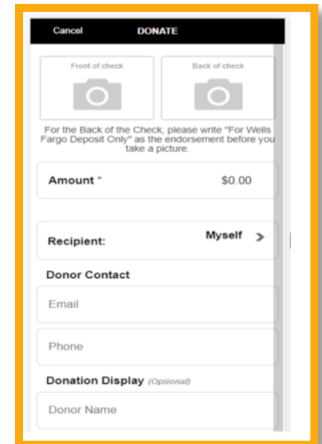 Cancel DONATE
Front of check Back of check
For the Back of the Check, please write "For Wells
Fargo Deposit Only" as the endorsement before you
take a picture.
Amount * $0.00
Recipient: Myself >
Donor Contact
Email
Phone
Donation Display (Optional)
Donor Name